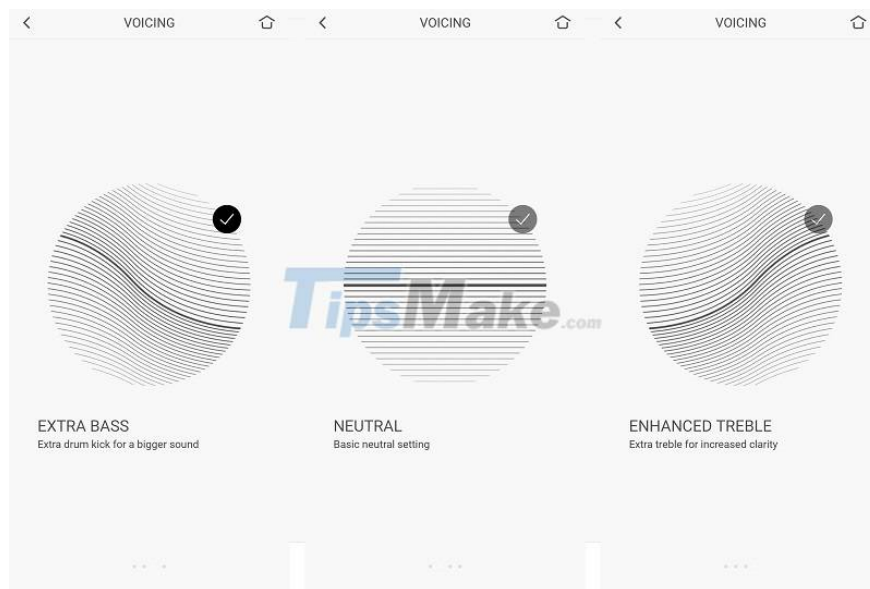 VOICING
EXTRA BASS
Extra drum kick for a bigger sound
VOICING
NEUTRAL
Basic neutral setting
VOICING
ENHANCED TREBLE
Extra treble for increased clarity
TipsMake.com